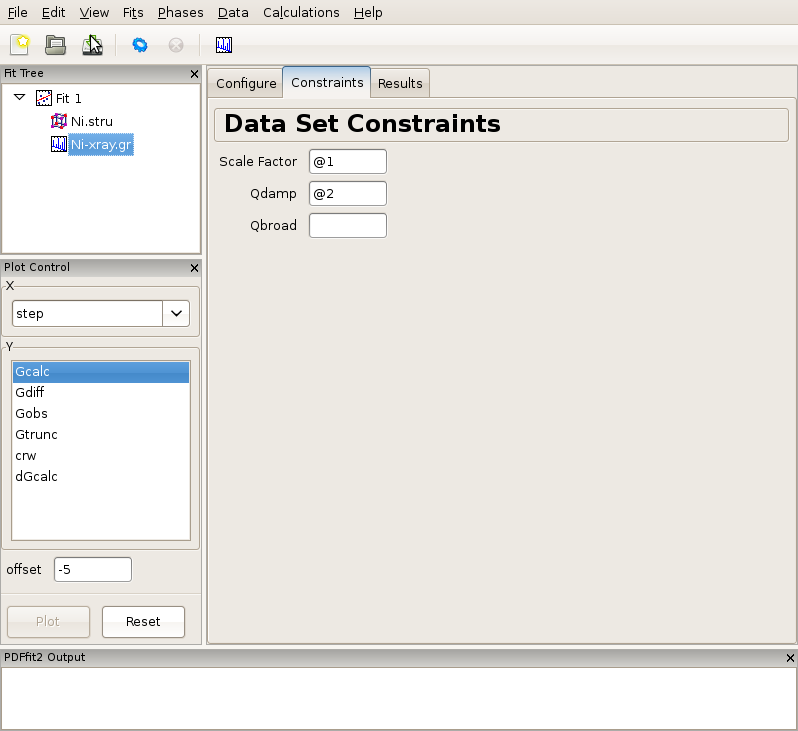 File Edit View Fits Phases Data Calculations Help
Fit Tree
Fit 1
Ni.stru
Ni-xray.gr
Plot Control
X
step
Y
Gcalc
Gdiff
Gobs
Gtrunc
crw
dGcalc
offset -5
Plot Reset
Configure Constraints Results
Data Set Constraints
Scale Factor @1
Qdamp @2
Qbroad
PDFfit2 Output